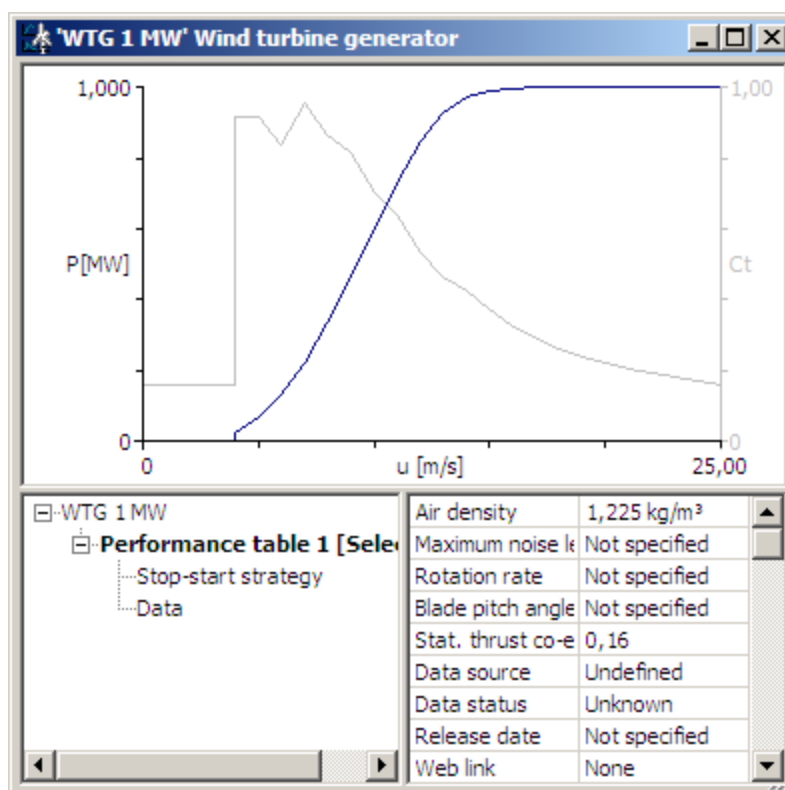 'WTG 1 MW' Wind turbine generator
1,000
1,00
P[MW]
Ct
0
0
0
u [m/s]
25,00
WTG 1 MW
Performance table 1 [Sele
Stop-start strategy
Data
Air density 1,225 kg/m³
Maximum noise le Not specified
Rotation rate Not specified
Blade pitch angle Not specified
Stat. thrust co-e 0,16
Data source Undefined
Data status Unknown
Release date Not specified
Web link None